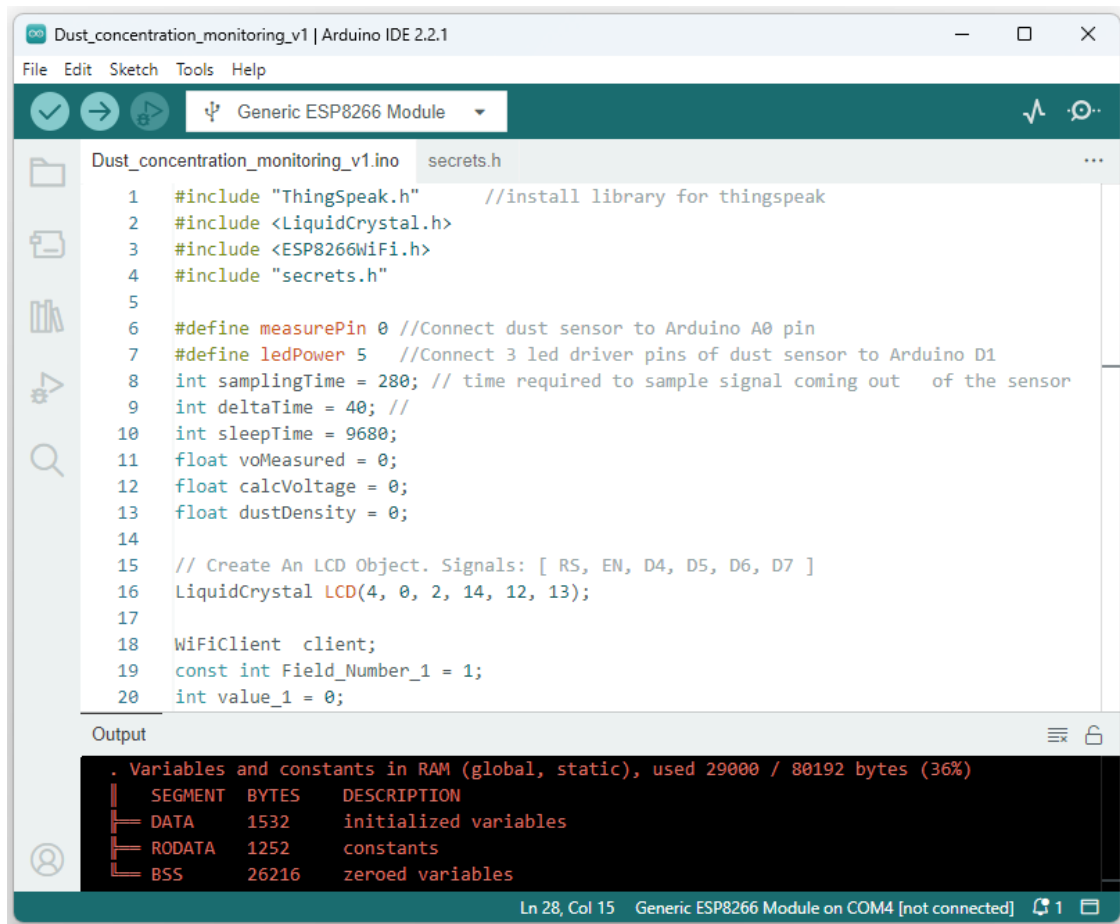 Dust_concentration_monitoring_v1 | Arduino IDE 2.2.1
File Edit Sketch Tools Help
Generic ESP8266 Module
Dust_concentration_monitoring_v1.ino secrets.h
1 #include "ThingSpeak.h" //install library for thingspeak
2 #include <LiquidCrystal.h>
3 #include <ESP8266WiFi.h>
4 #include "secrets.h"
5
6 #define measurePin 0 //Connect dust sensor to Arduino A0 pin
7 #define ledPower 5 //Connect 3 led driver pins of dust sensor to Arduino D1
8 int samplingTime = 280; // time required to sample signal coming out of the sensor
9 int deltaTime = 40; //
10 int sleepTime = 9680;
11 float voMeasured = 0;
12 float calcVoltage = 0;
13 float dustDensity = 0;
14
15 // Create An LCD Object. Signals: [ RS, EN, D4, D5, D6, D7 ]
16 LiquidCrystal LCD(4, 0, 2, 14, 12, 13);
17
18 WiFiClient client;
19 const int Field_Number_1 = 1;
20 int value_1 = 0;
Output
. Variables and constants in RAM (global, static), used 29000 / 80192 bytes (36%)
║ SEGMENT BYTES DESCRIPTION
╠══ DATA 1532 initialized variables
╠══ RODATA 1252 constants
╚══ BSS 26216 zeroed variables
Ln 28, Col 15 Generic ESP8266 Module on COM4 [not connected] 1